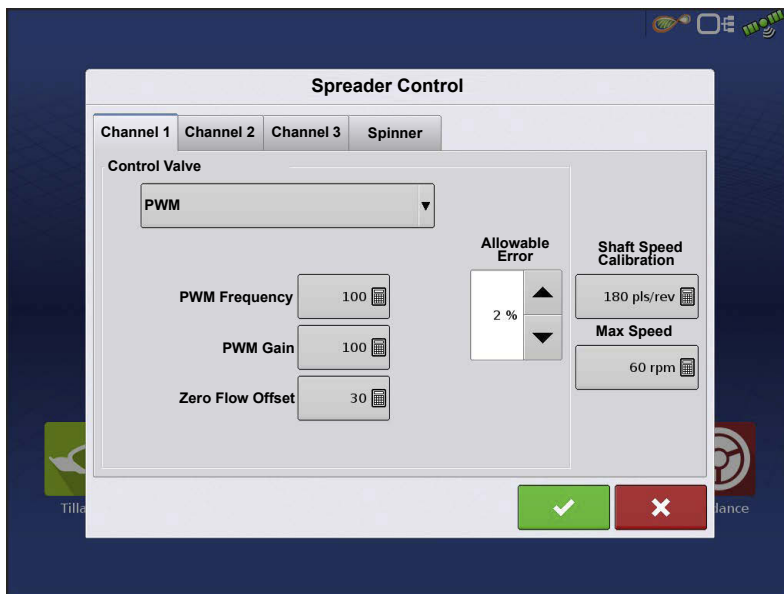 Spreader Control
Channel 1 Channel 2 Channel 3 Spinner
Control Valve
PWM
Allowable
Error
2 %
Shaft Speed
Calibration
180 pls/rev
Max Speed
60 rpm
PWM Frequency 100
PWM Gain 100
Zero Flow Offset 30
Tilla
dance